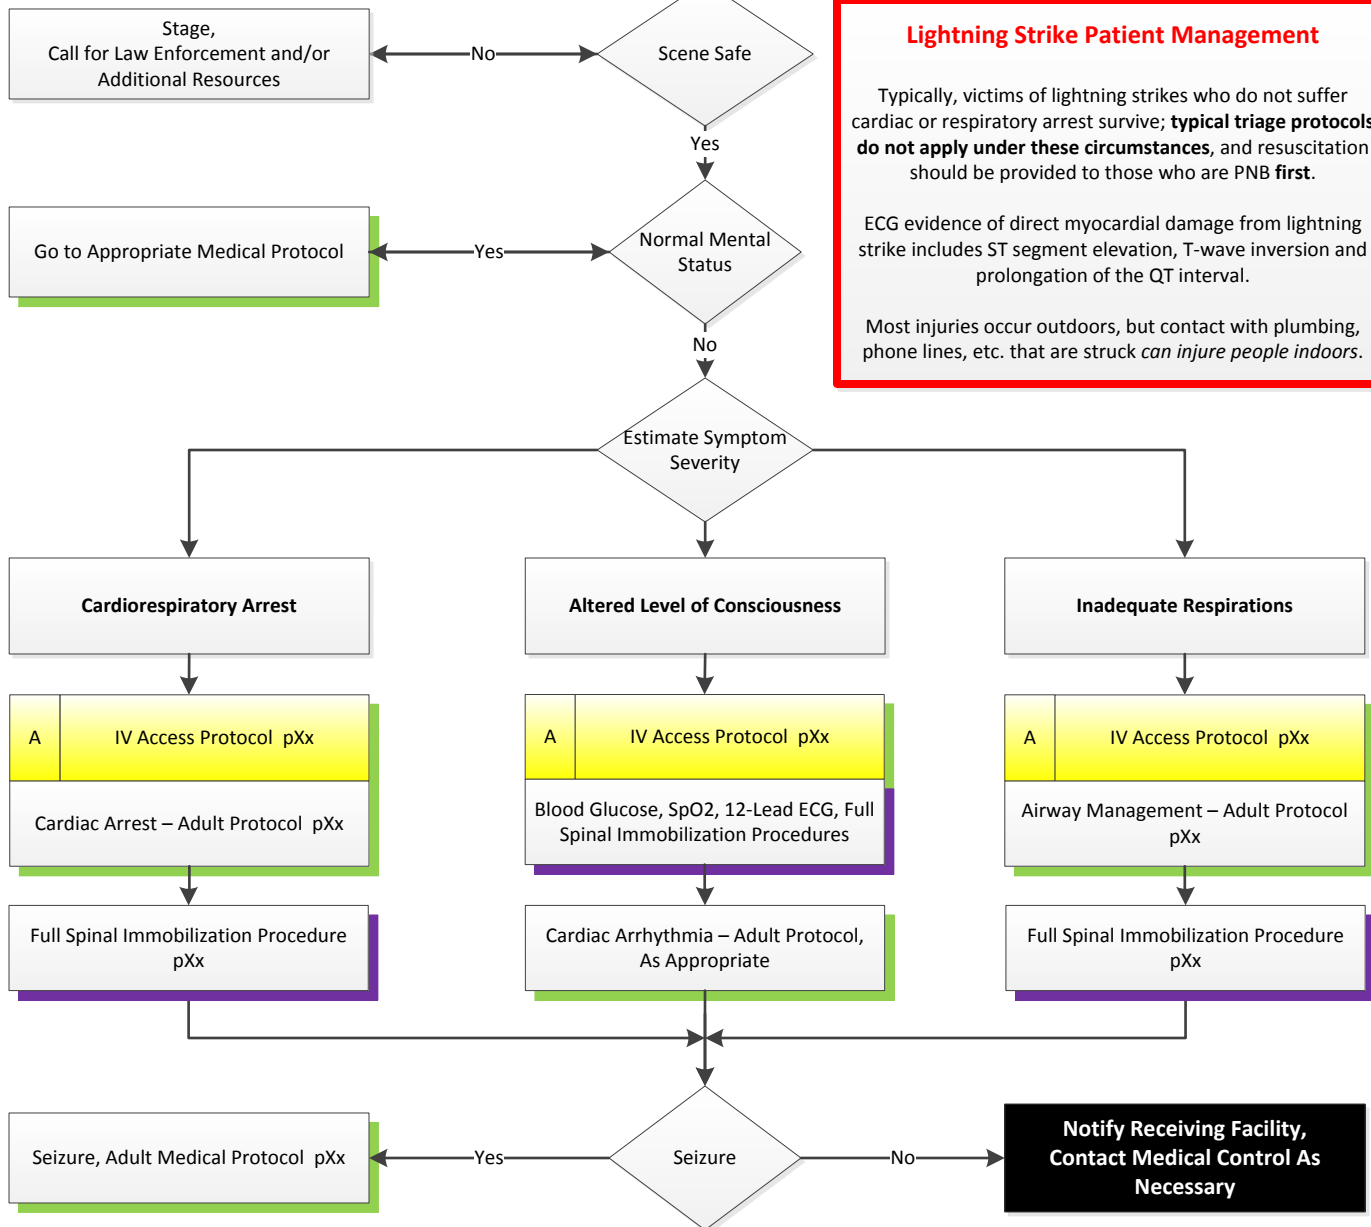 Stage,
Call for Law Enforcement and/or
Additional Resources
No
Scene Safe
Yes
Lightning Strike Patient Management
Typically, victims of lightning strikes who do not suffer
cardiac or respiratory arrest survive; typical triage protocols
do not apply under these circumstances, and resuscitation
should be provided to those who are PNB first.
ECG evidence of direct myocardial damage from lightning
strike includes ST segment elevation, T-wave inversion and
prolongation of the QT interval.
Most injuries occur outdoors, but contact with plumbing,
phone lines, etc. that are struck can injure people indoors.
Go to Appropriate Medical Protocol
Yes
Normal Mental
Status
No
Estimate Symptom
Severity
Cardiorespiratory Arrest
Altered Level of Consciousness
Inadequate Respirations
A
IV Access Protocol pXx
Cardiac Arrest – Adult Protocol pXx
Full Spinal Immobilization Procedure
pXx
A
IV Access Protocol pXx
Blood Glucose, SpO2, 12-Lead ECG, Full
Spinal Immobilization Procedures
Cardiac Arrhythmia – Adult Protocol,
As Appropriate
A
IV Access Protocol pXx
Airway Management – Adult Protocol
pXx
Full Spinal Immobilization Procedure
pXx
Seizure, Adult Medical Protocol pXx
Yes
Seizure
No
Notify Receiving Facility,
Contact Medical Control As
Necessary